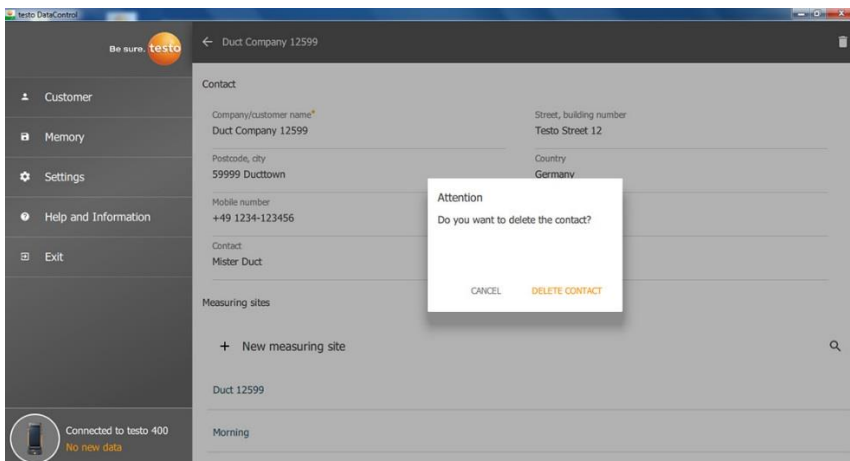 testo DataControl
Be sure. testo
Customer
Memory
Settings
Help and Information
Exit
Connected to testo 400
No new data
Duct Company 12599
Contact
Company/customer name*
Duct Company 12599
Street, building number
Testo Street 12
Postcode, city
59999 Ducttown
Country
Germany
Mobile number
+49 1234-123456
Contact
Mister Duct
Attention
Do you want to delete the contact?
CANCEL DELETE CONTACT
Measuring sites
+ New measuring site
Duct 12599
Morning